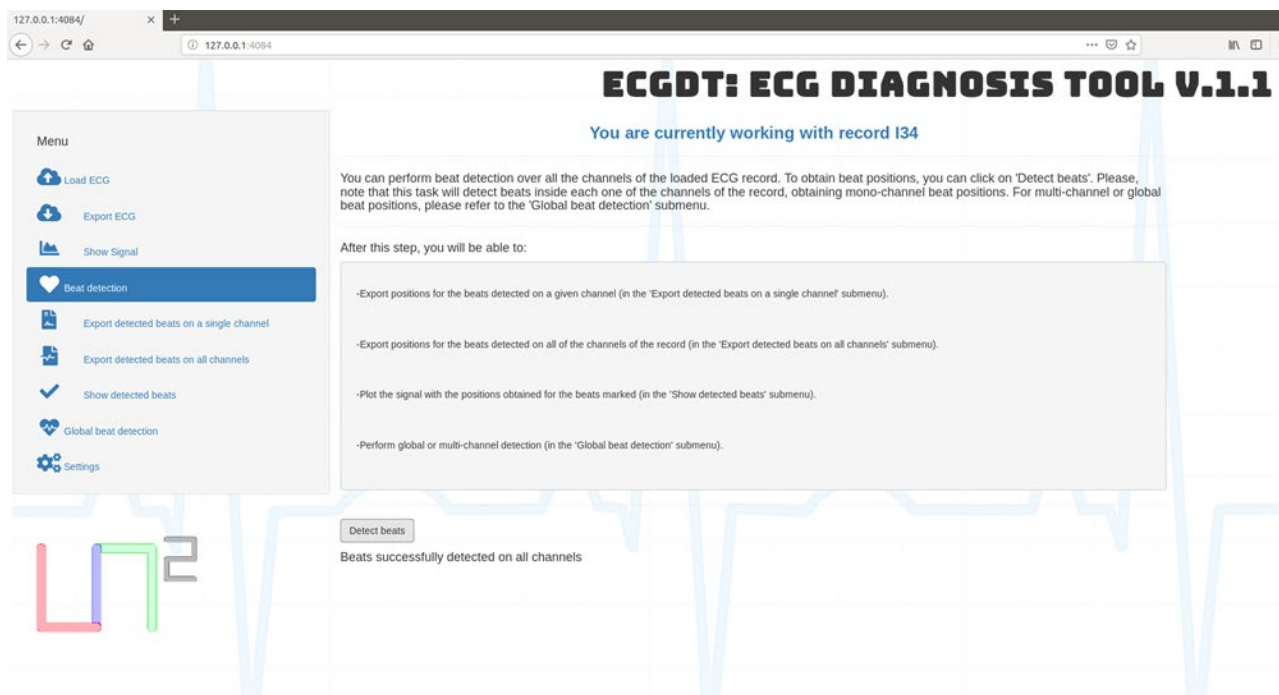 127.0.0.1:4084/
127.0.0.1:4084
ECGDT: ECG DIAGNOSIS TOOL V.1.1
Menu
Load ECG
Export ECG
Show Signal
Beat detection
Export detected beats on a single channel
Export detected beats on all channels
Show detected beats
Global beat detection
Settings
You are currently working with record I34
You can perform beat detection over all the channels of the loaded ECG record. To obtain beat positions, you can click on 'Detect beats'. Please,
note that this task will detect beats inside each one of the channels of the record, obtaining mono-channel beat positions. For multi-channel or global
beat positions, please refer to the 'Global beat detection' submenu.
After this step, you will be able to:
-Export positions for the beats detected on a given channel (in the 'Export detected beats on a single channel' submenu).
-Export positions for the beats detected on all of the channels of the record (in the 'Export detected beats on all channels' submenu).
-Plot the signal with the positions obtained for the beats marked (in the 'Show detected beats' submenu).
-Perform global or multi-channel detection (in the 'Global beat detection' submenu).
Detect beats
Beats successfully detected on all channels